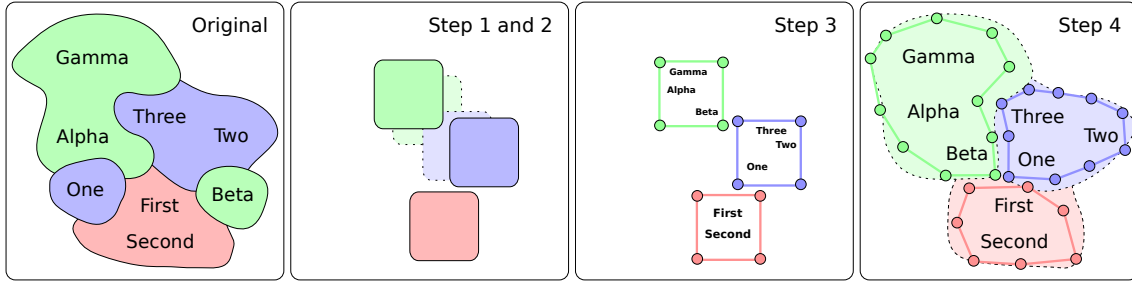 Original
Gamma
Three
Alpha
Two
One
Beta
First
Second
Step 1 and 2
Step 3
Gamma
Alpha
Beta
Three
Two
One
First
Second
Step 4
Gamma
Alpha
Three
Two
Beta
One
First
Second